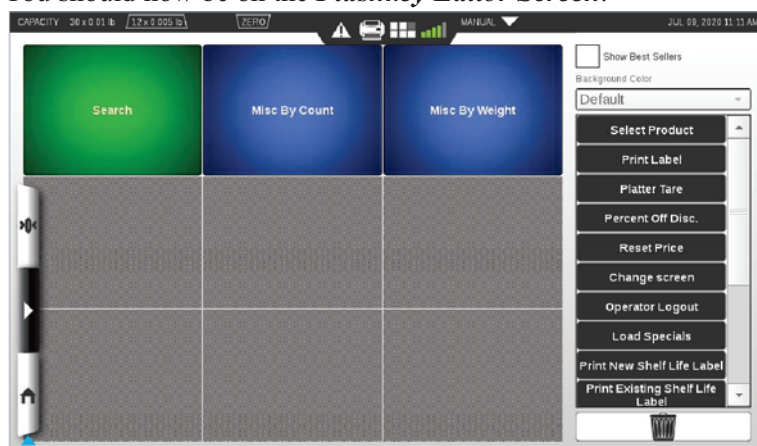 You should now be on the Flashkey Editor Screen.
CAPACITY 30 x 0.01 lb 12 x 0.005 lb ZERO MANUAL JUL 09, 2020 11:11 AM
Show Best Sellers
Background Color
Default
Search Misc By Count Misc By Weight
Select Product
Print Label
Platter Tare
Percent Off Disc.
Reset Price
Change screen
Operator Logout
Load Specials
Print New Shelf Life Label
Print Existing Shelf Life
Label
>0<